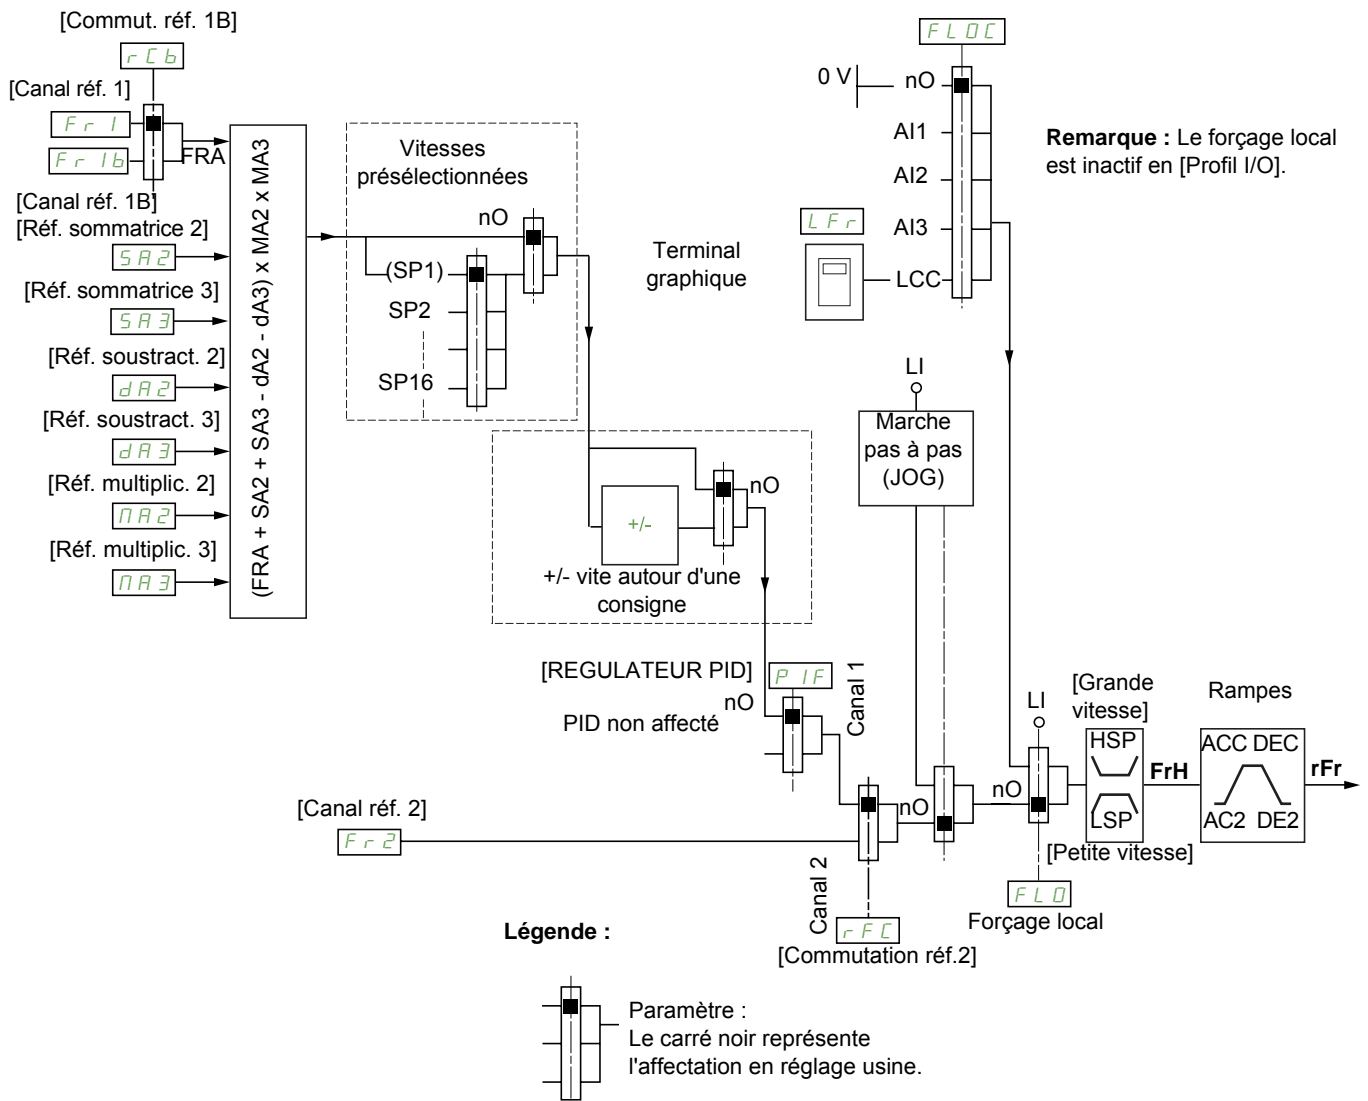 [Commut. réf. 1B]
rCb
[Canal réf. 1]
Fr1
Fr1b
FRA
[Canal réf. 1B]
[Réf. sommatrice 2]
SA2
[Réf. sommatrice 3]
SA3
[Réf. soustract. 2]
dA2
[Réf. soustract. 3]
dA3
[Réf. multiplic. 2]
MA2
[Réf. multiplic. 3]
MA3
(FRA + SA2 + SA3 - dA2 - dA3) x MA2 x MA3
Vitesses
présélectionnées
nO
(SP1)
SP2
SP16
+/-
nO
+/- vite autour d'une
consigne
FLOC
0 V
nO
AI1
AI2
AI3
LCC
LFr
Terminal
graphique
Remarque : Le forçage local
est inactif en [Profil I/O].
LI
Marche
pas à pas
(JOG)
[REGULATEUR PID]
PIF
nO
PID non affecté
Canal 1
[Canal réf. 2]
Fr2
Canal 2
rFC
[Commutation réf.2]
nO
nO
LI
FLO
Forçage local
[Grande
vitesse]
HSP
LSP
[Petite vitesse]
FrH
Rampes
ACC DEC
AC2 DE2
rFr
Légende :
Paramètre :
Le carré noir représente
l'affectation en réglage usine.